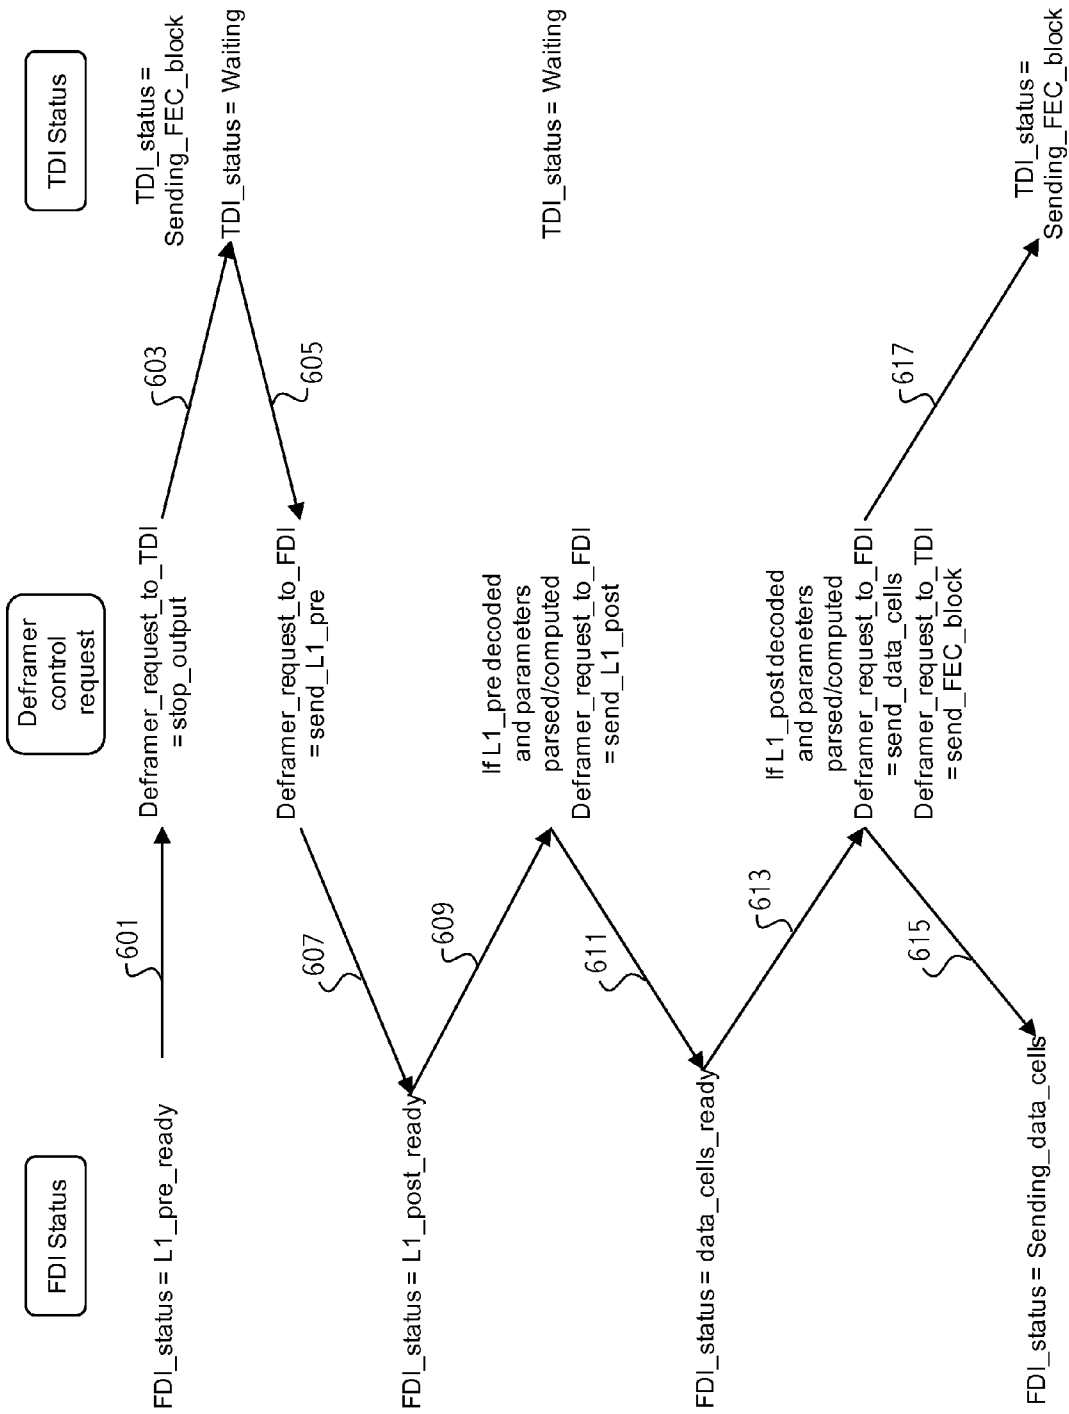 FDI Status
Deframer
control
request
TDI Status
FDI_status = L1_pre_ready
601
Deframer_request_to_TDI
= stop_output
603
TDI_status =
Sending_FEC_block
TDI_status = Waiting
605
Deframer_request_to_FDI
= send_L1_pre
607
FDI_status = L1_post_ready
609
If L1_pre decoded
and parameters
parsed/computed
Deframer_request_to_FDI
= send_L1_post
TDI_status = Waiting
611
FDI_status = data_cells_ready
613
If L1_post decoded
and parameters
parsed/computed
Deframer_request_to_FDI
= send_data_cells
Deframer_request_to_TDI
= send_FEC_block
615
617
FDI_status = Sending_data_cells
TDI_status =
Sending_FEC_block